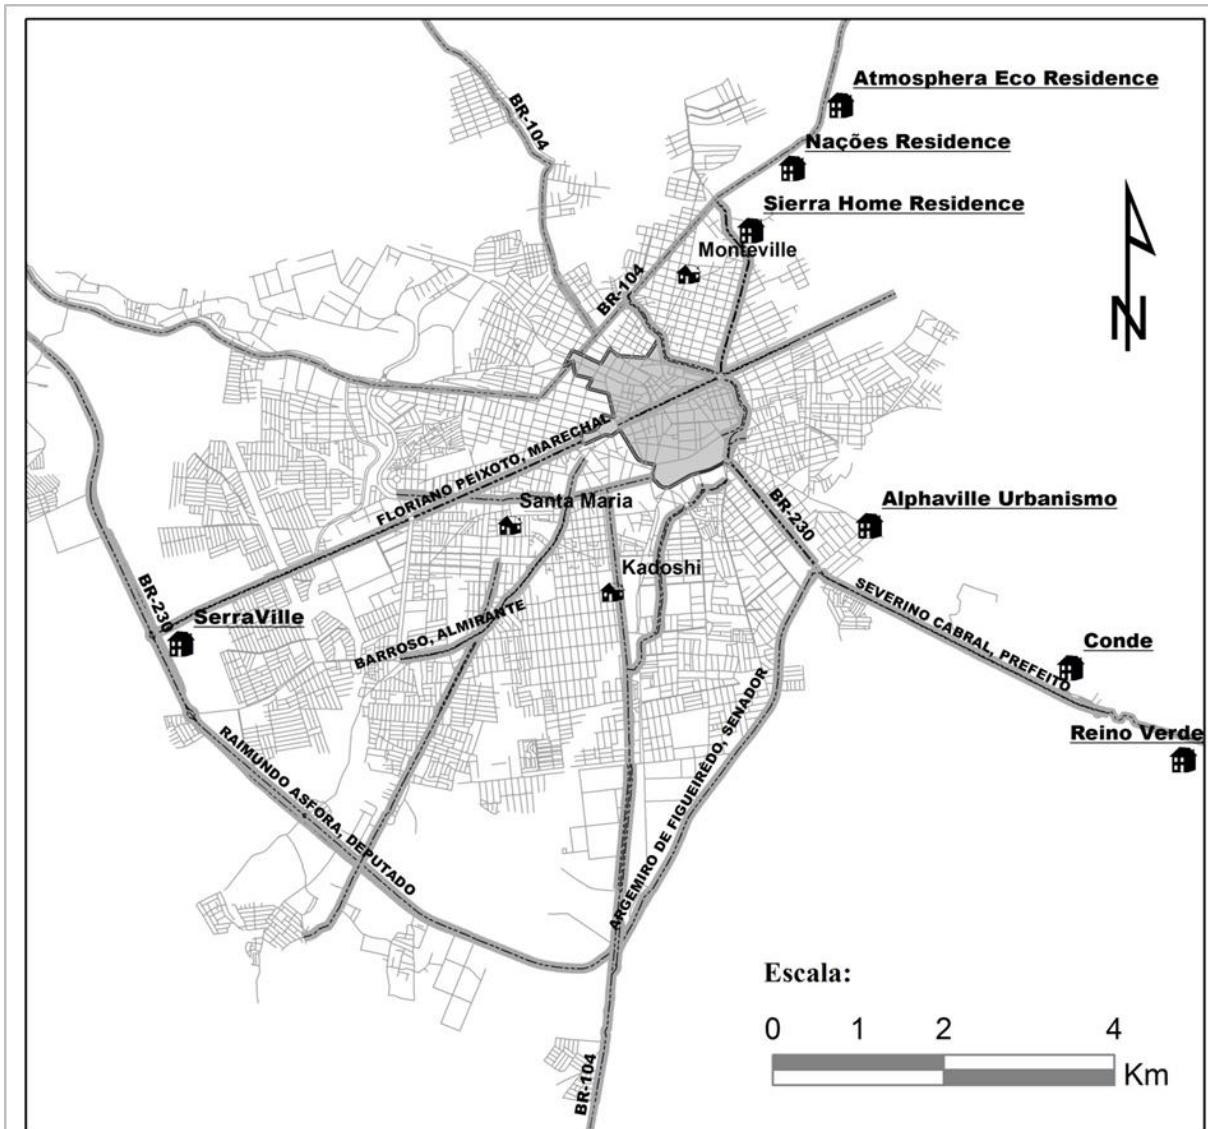 Atmosphera Eco Residence
BR-104
Nações Residence
Sierra Home Residence
Monteville
BR-104
N
FLORIANO PEIXOTO, MARECHAL
Santa Maria
Alphaville Urbanismo
BR-230
Kadoshi
BR-230
SerraVille
BARROSO, ALMIRANTE
SEVERINO CABRAL, PREFEITO
Conde
Reino Verde
RAIMUNDO ASFORA, DEPUTADO
ARGEMIRO DE FIGUEIRÊDO, SENADOR
Escala:
0 1 2 4
Km
BR-104